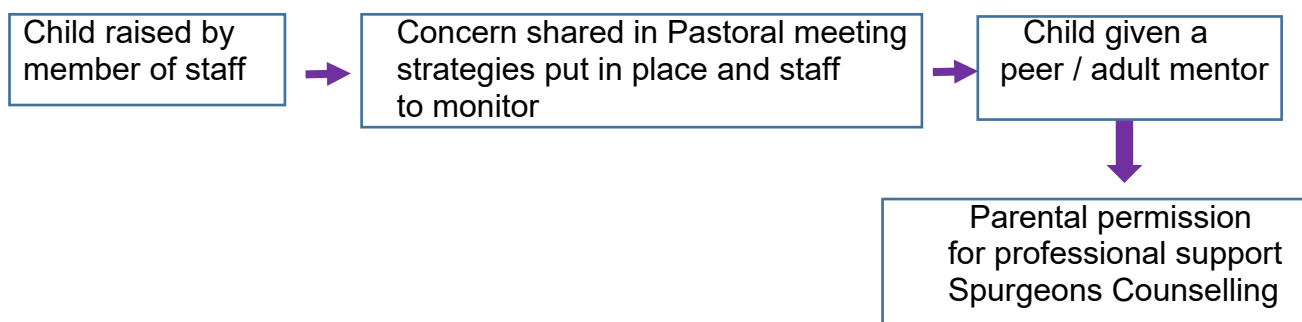 Child raised by
member of staff
Concern shared in Pastoral meeting
strategies put in place and staff
to monitor
Child given a
peer / adult mentor
Parental permission
for professional support
Spurgeons Counselling